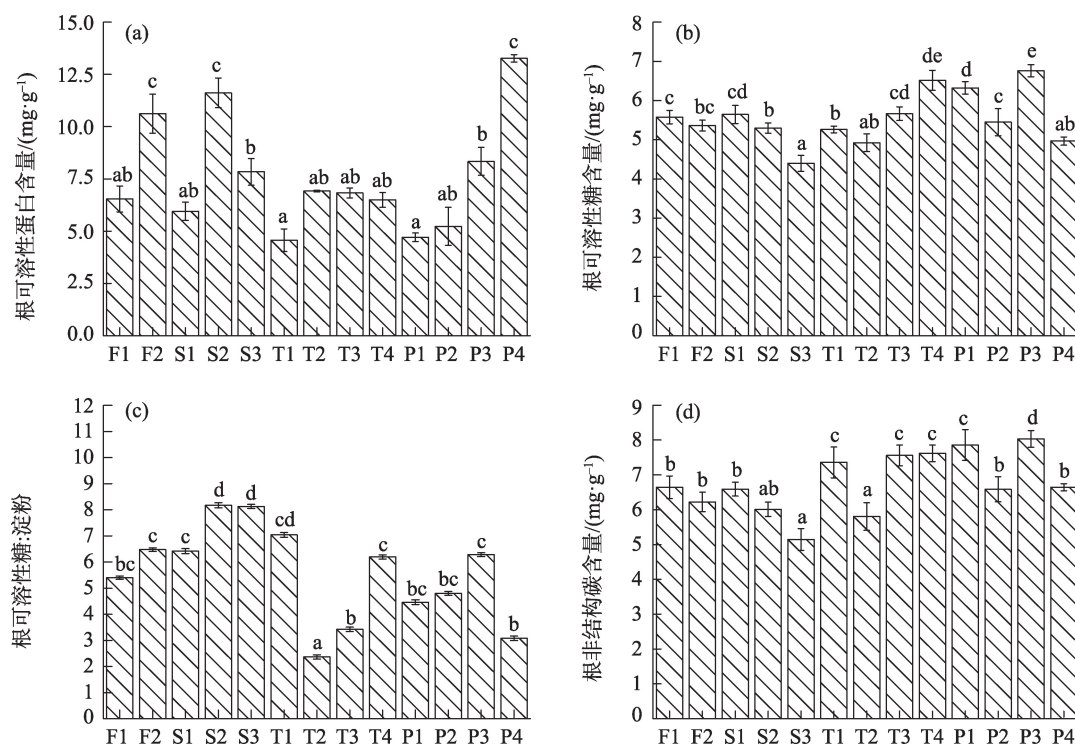 (a)
根可溶性蛋白含量/(mg·g⁻¹)
15.0
12.5
10.0
7.5
5.0
2.5
0.0
ab c ab c b a ab ab ab a ab b c
F1 F2 S1 S2 S3 T1 T2 T3 T4 P1 P2 P3 P4
(b)
根可溶性糖含量/(mg·g⁻¹)
8
7
6
5
4
3
2
1
0
c bc cd b a b ab cd de d c e ab
F1 F2 S1 S2 S3 T1 T2 T3 T4 P1 P2 P3 P4
(c)
根可溶性糖:淀粉
12
11
10
9
8
7
6
5
4
3
2
1
0
bc c c d d cd a b c bc bc c b
F1 F2 S1 S2 S3 T1 T2 T3 T4 P1 P2 P3 P4
(d)
根非结构碳含量/(mg·g⁻¹)
9
8
7
6
5
4
3
2
1
0
b b b ab a c a c c c b d b
F1 F2 S1 S2 S3 T1 T2 T3 T4 P1 P2 P3 P4